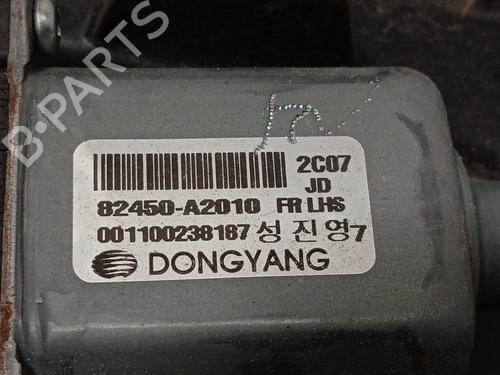 B-PARTS
2C07
JD
82450-A2010 FR LHS
001100238187 성진영7
DONGYANG